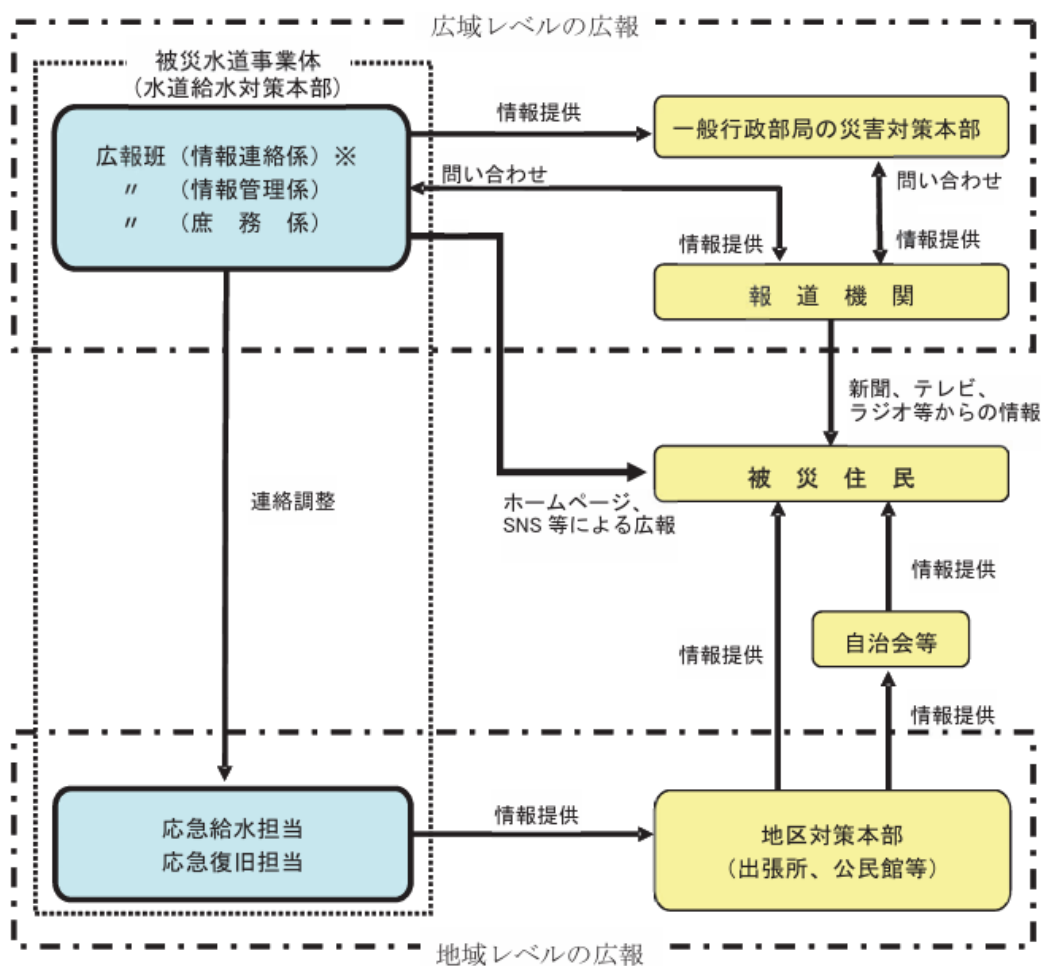 広域レベルの広報
被災水道事業体
(水道給水対策本部)
広報班(情報連絡係)※
〃 (情報管理係)
〃 (庶 務 係)
情報提供
一般行政部局の災害対策本部
問い合わせ
問い合わせ
情報提供
情報提供
報 道 機 関
新聞、テレビ、
ラジオ等からの情報
被 災 住 民
連絡調整
ホームページ、
SNS 等による広報
情報提供
自治会等
情報提供
情報提供
応急給水担当
応急復旧担当
情報提供
地区対策本部
(出張所、公民館等)
地域レベルの広報